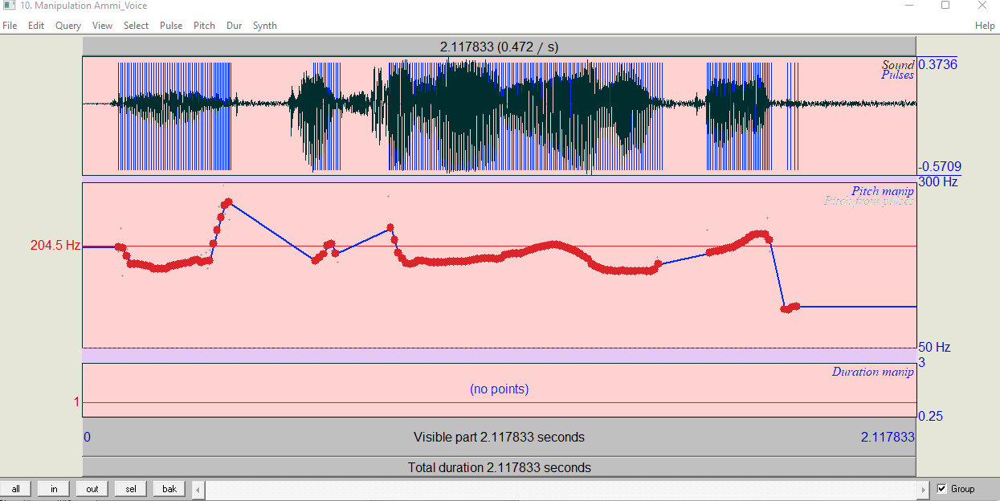 10. Manipulation Ammi_Voice
File Edit Query View Select Pulse Pitch Dur Synth Help
2.117833 (0.472 / s)
Sound 0.3736
Pulses
-0.5709
300 Hz
Pitch manip
Pitch from pulses
204.5 Hz
50 Hz
3
Duration manip
(no points)
1
0.25
0 Visible part 2.117833 seconds 2.117833
Total duration 2.117833 seconds
all in out sel bak Group